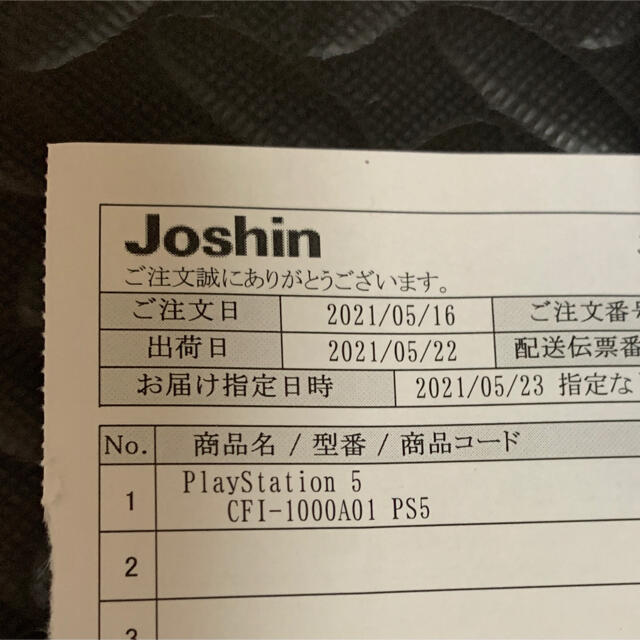 Joshin
ご注文誠にありがとうございます。
ご注文日 2021/05/16 ご注文番
出荷日 2021/05/22 配送伝票番
お届け指定日時 2021/05/23 指定な
No. 商品名 / 型番 / 商品コード
1 PlayStation 5
CFI-1000A01 PS5
2
3